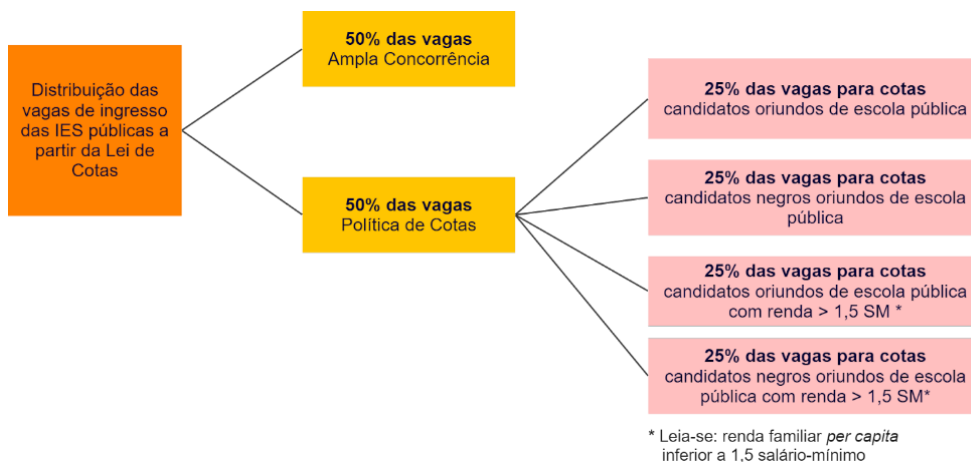 Distribuição das
vagas de ingresso
das IES públicas a
partir da Lei de
Cotas
50% das vagas
Ampla Concorrência
50% das vagas
Política de Cotas
25% das vagas para cotas
candidatos oriundos de escola pública
25% das vagas para cotas
candidatos negros oriundos de escola
pública
25% das vagas para cotas
candidatos oriundos de escola pública
com renda > 1,5 SM *
25% das vagas para cotas
candidatos negros oriundos de escola
pública com renda > 1,5 SM*
* Leia-se: renda familiar per capita
inferior a 1,5 salário-mínimo